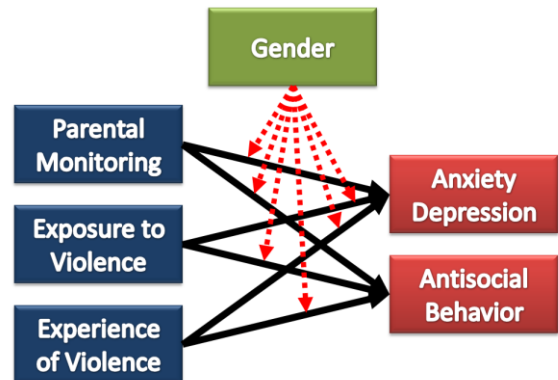 Gender
Parental
Monitoring
Exposure to
Violence
Experience
of Violence
Anxiety
Depression
Antisocial
Behavior